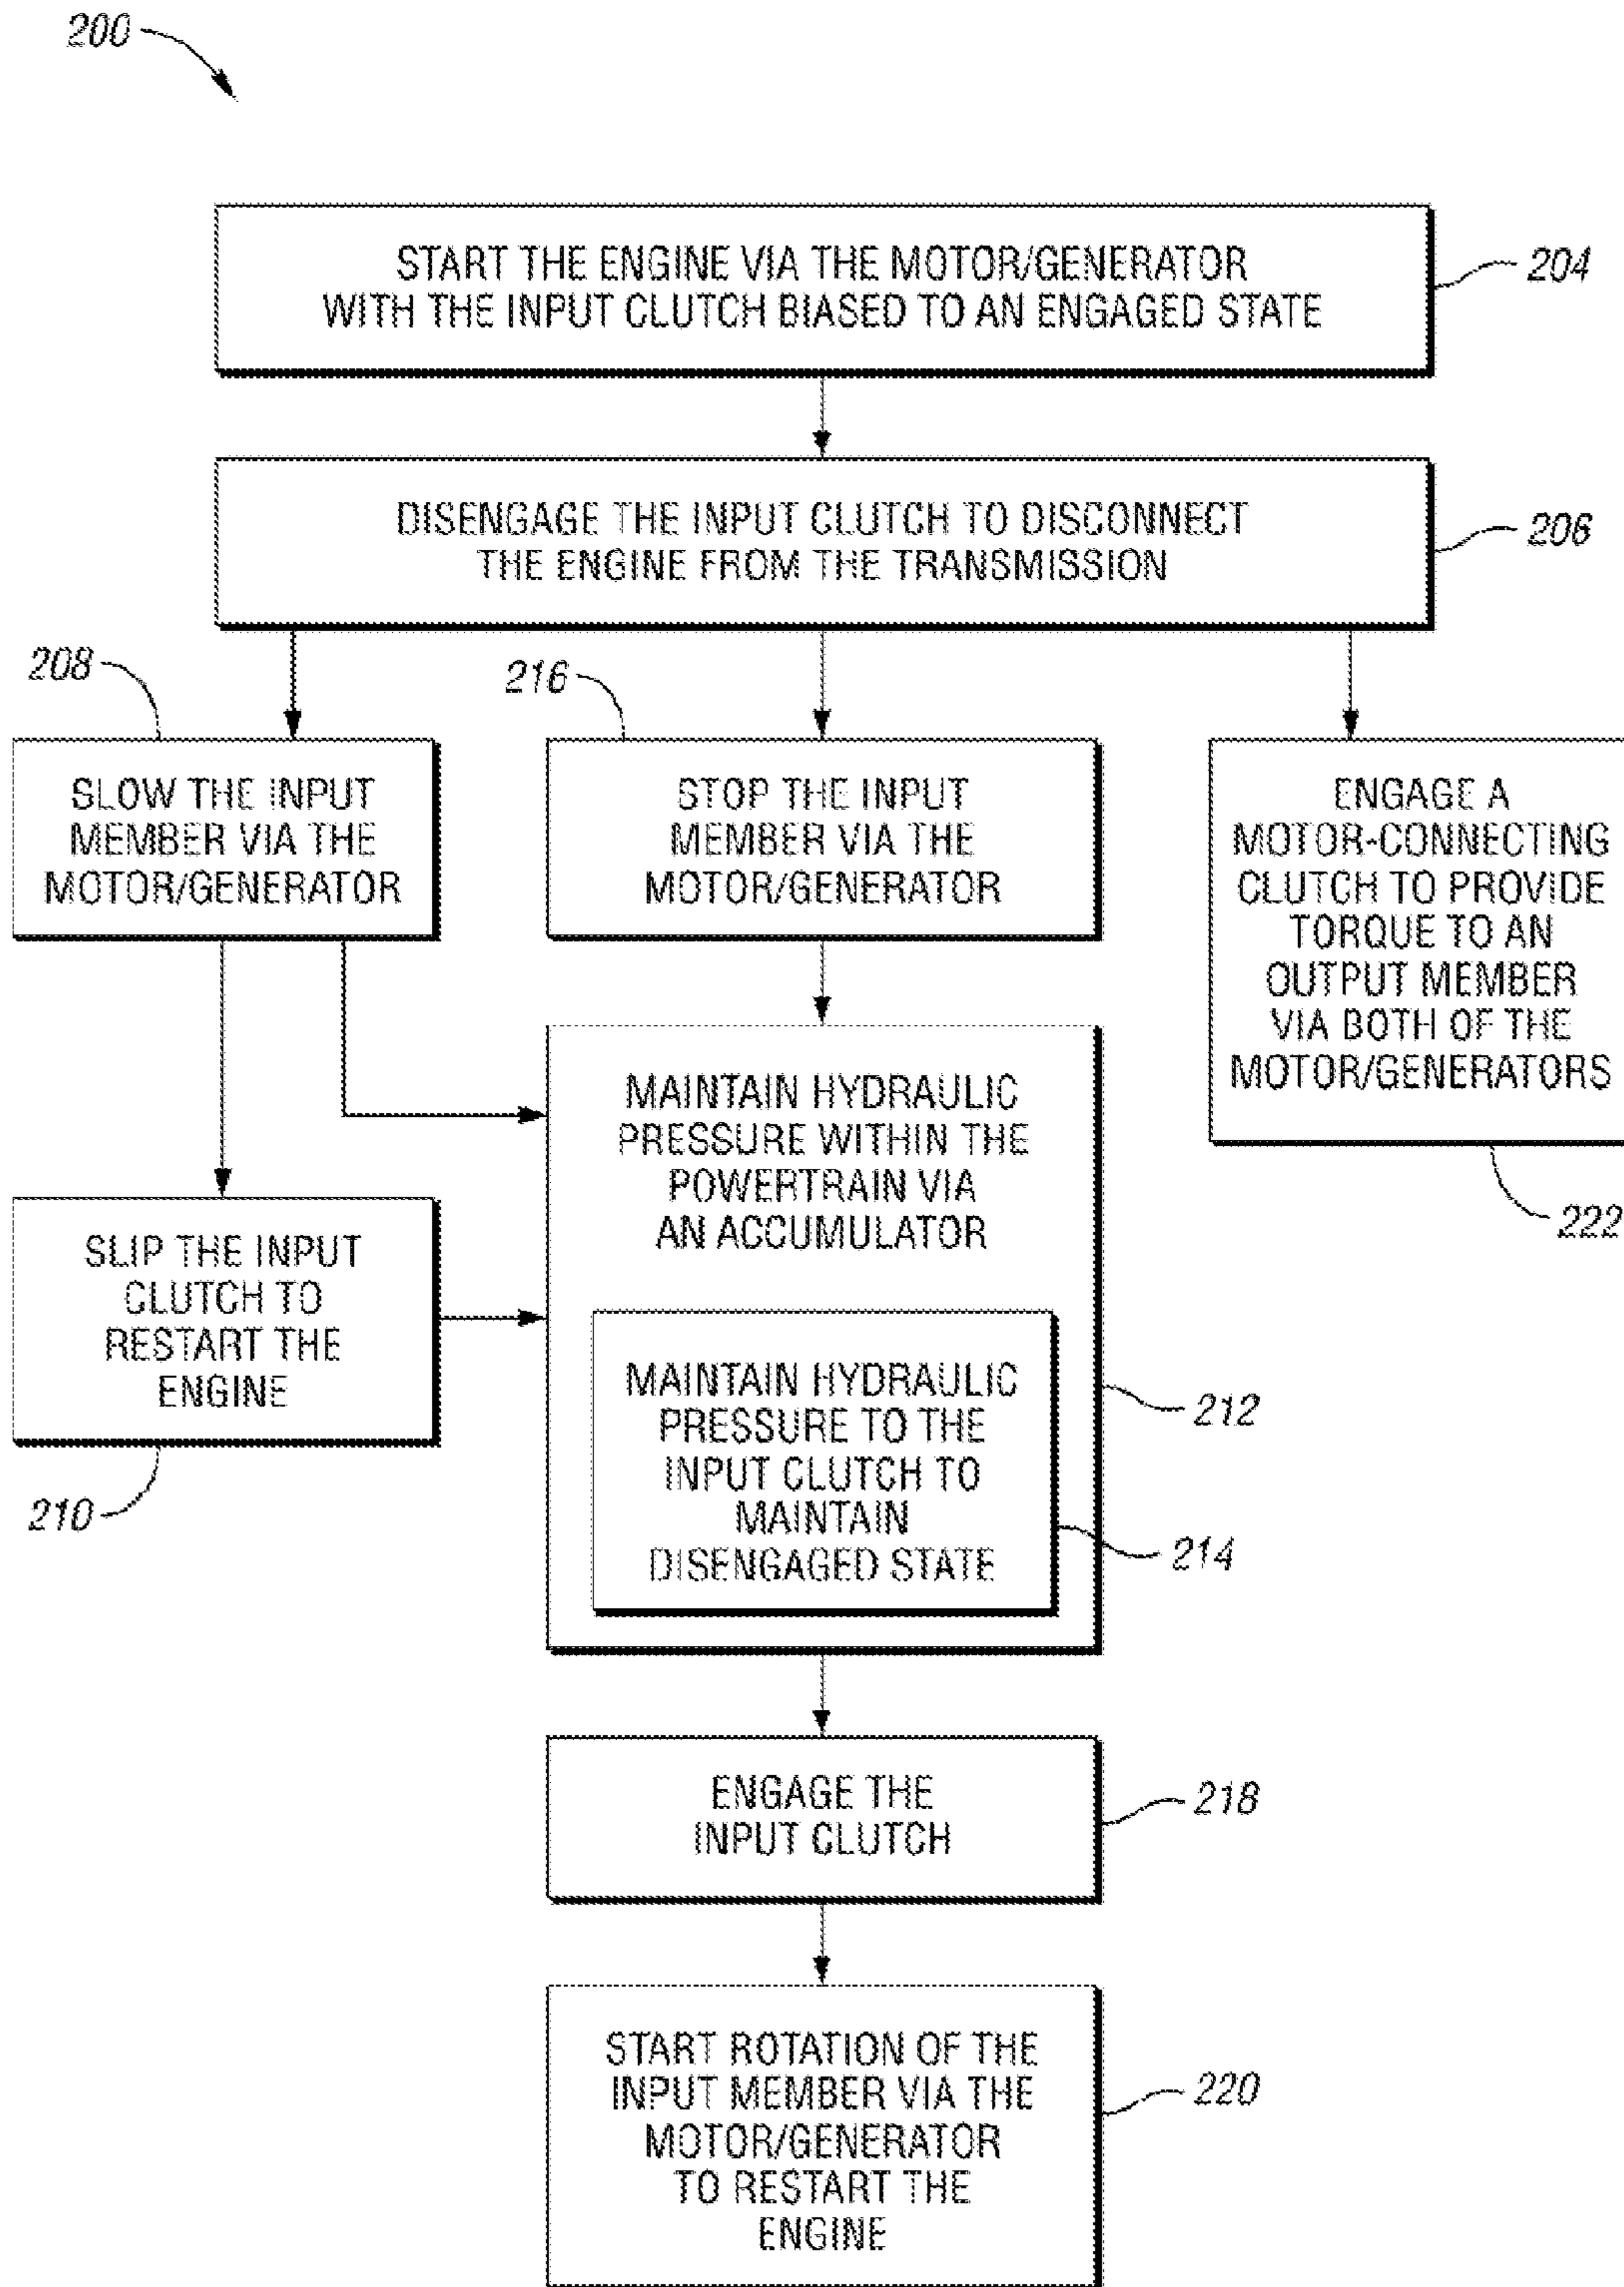 200
START THE ENGINE VIA THE MOTOR/GENERATOR
WITH THE INPUT CLUTCH BIASED TO AN ENGAGED STATE
204
DISENGAGE THE INPUT CLUTCH TO DISCONNECT
THE ENGINE FROM THE TRANSMISSION
206
208
SLOW THE INPUT
MEMBER VIA THE
MOTOR/GENERATOR
216
STOP THE INPUT
MEMBER VIA THE
MOTOR/GENERATOR
ENGAGE A
MOTOR-CONNECTING
CLUTCH TO PROVIDE
TORQUE TO AN
OUTPUT MEMBER
VIA BOTH OF THE
MOTOR/GENERATORS
222
SLIP THE INPUT
CLUTCH TO
RESTART THE
ENGINE
210
MAINTAIN HYDRAULIC
PRESSURE WITHIN THE
POWERTRAIN VIA
AN ACCUMULATOR
212
MAINTAIN HYDRAULIC
PRESSURE TO THE
INPUT CLUTCH TO
MAINTAIN
DISENGAGED STATE
214
ENGAGE THE
INPUT CLUTCH
218
START ROTATION OF THE
INPUT MEMBER VIA THE
MOTOR/GENERATOR
TO RESTART THE
ENGINE
220